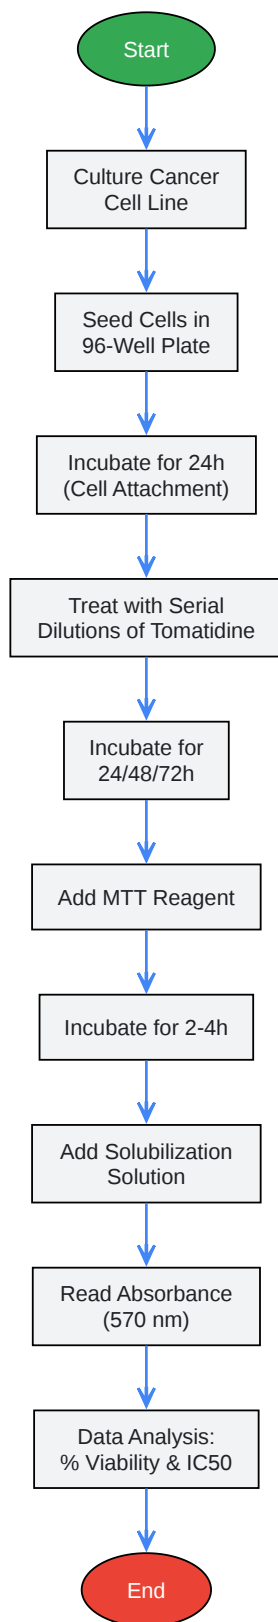 Start
Culture Cancer
Cell Line
Seed Cells in
96-Well Plate
Incubate for 24h
(Cell Attachment)
Treat with Serial
Dilutions of Tomatidine
Incubate for
24/48/72h
Add MTT Reagent
Incubate for 2-4h
Add Solubilization
Solution
Read Absorbance
(570 nm)
Data Analysis:
% Viability & IC50
End